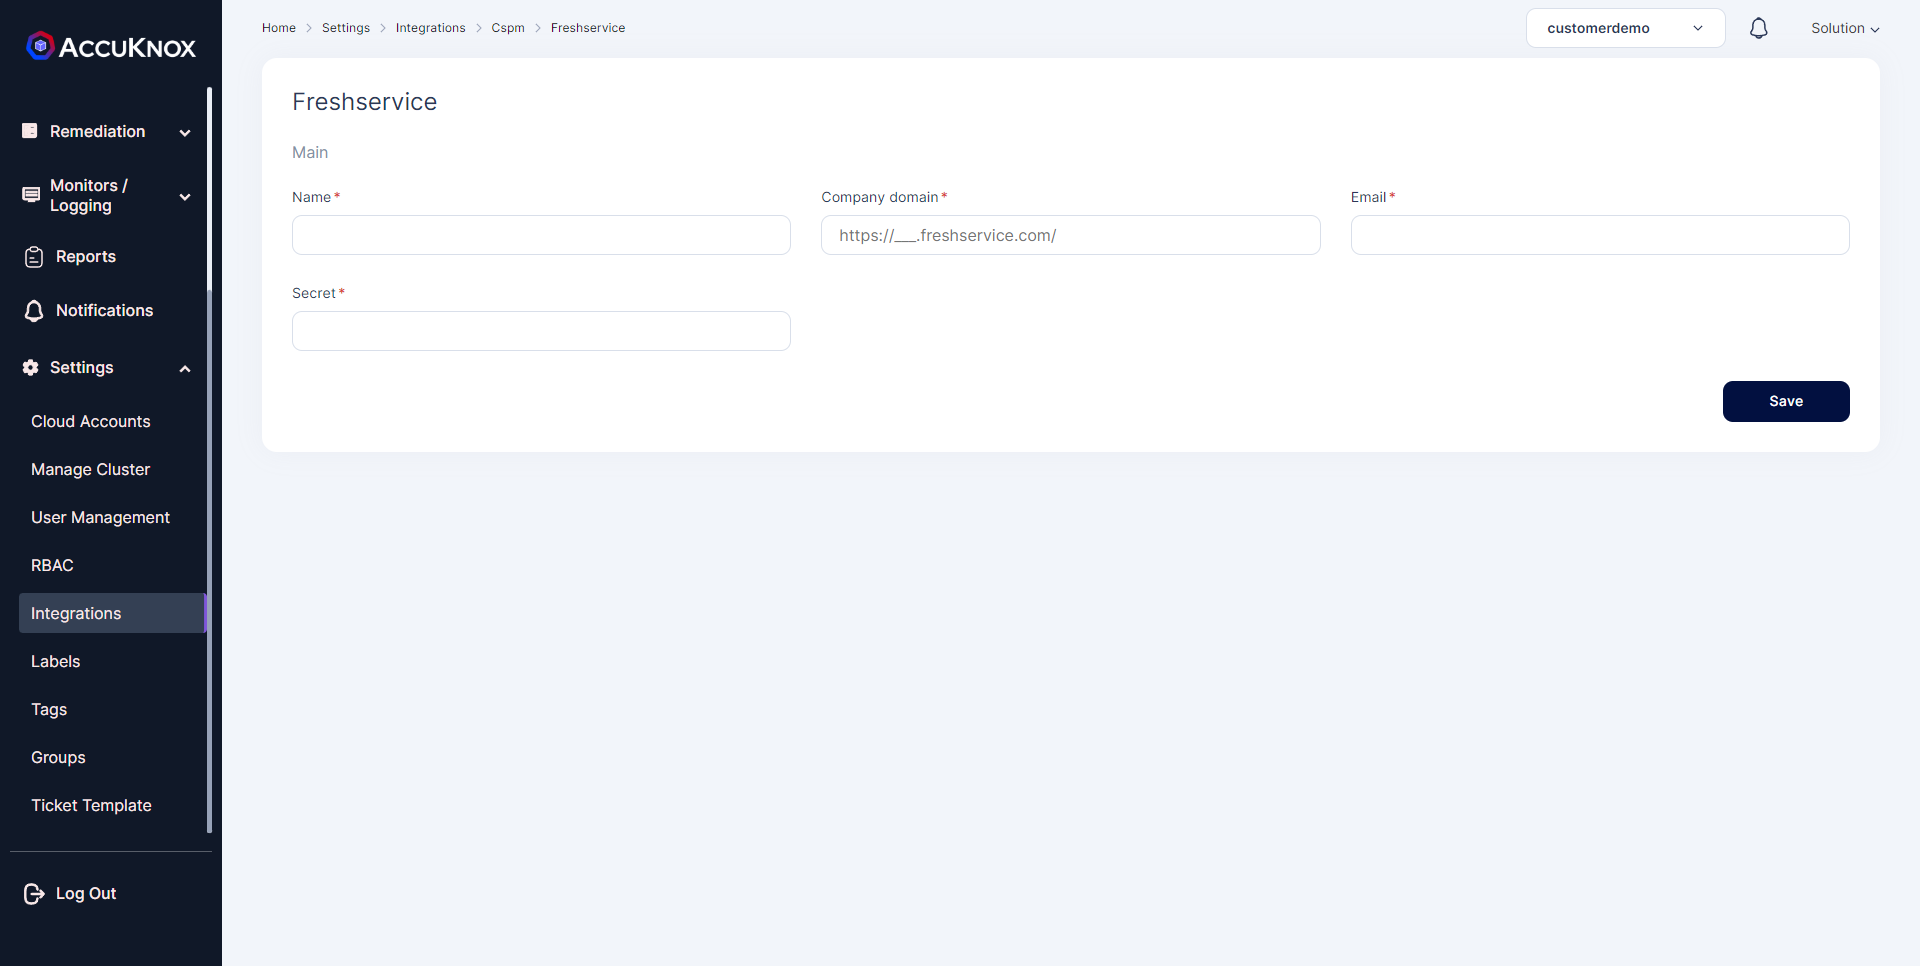 ACCUKNOX
Remediation
Monitors /
Logging
Reports
Notifications
Settings
Cloud Accounts
Manage Cluster
User Management
RBAC
Integrations
Labels
Tags
Groups
Ticket Template
Log Out
Home > Settings > Integrations > Cspm > Freshservice
customerdemo
Solution
Freshservice
Main
Name *
Company domain *
https://___.freshservice.com/
Email *
Secret *
Save